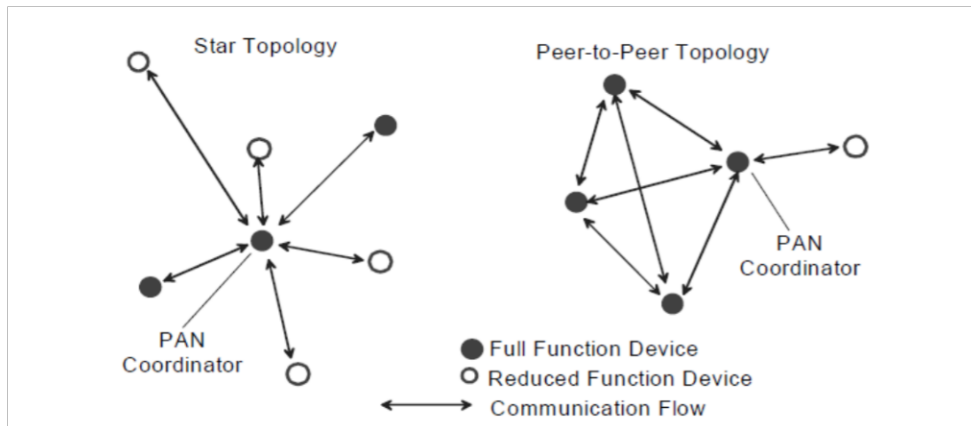 Star Topology
Peer-to-Peer Topology
PAN
Coordinator
PAN
Coordinator
Full Function Device
Reduced Function Device
Communication Flow